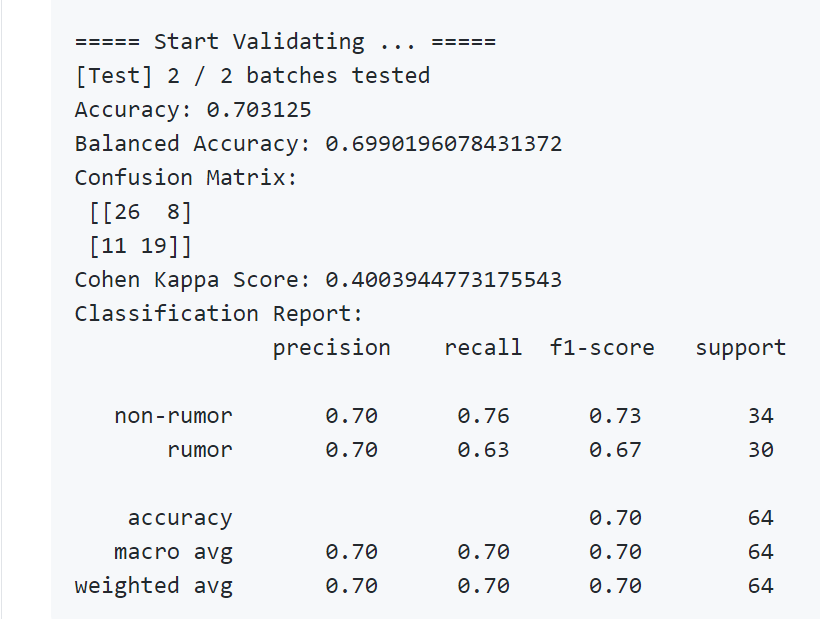 ===== Start Validating ... =====
[Test] 2 / 2 batches tested
Accuracy: 0.703125
Balanced Accuracy: 0.6990196078431372
Confusion Matrix:
 [[26  8]
 [11 19]]
Cohen Kappa Score: 0.4003944773175543
Classification Report:
               precision    recall  f1-score   support

   non-rumor       0.70      0.76      0.73        34
       rumor       0.70      0.63      0.67        30

    accuracy                           0.70        64
   macro avg       0.70      0.70      0.70        64
weighted avg       0.70      0.70      0.70        64